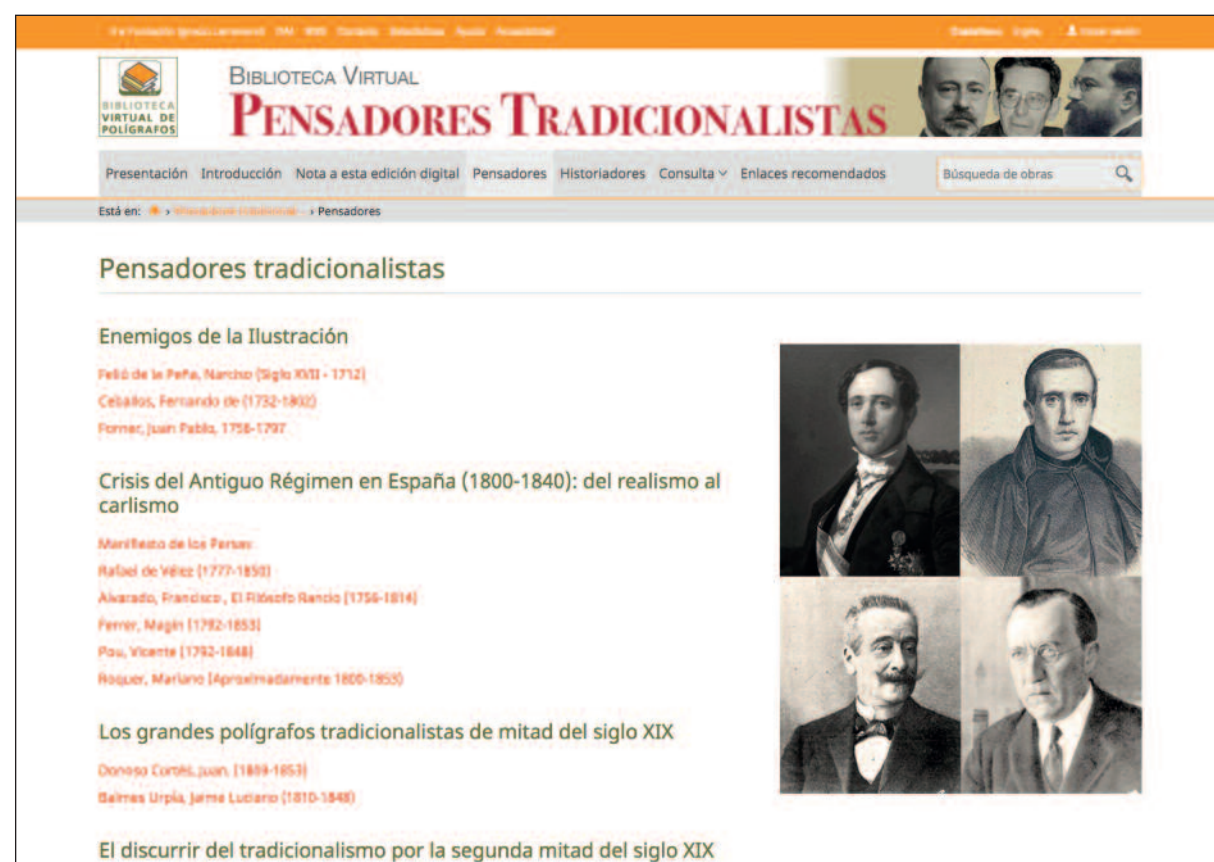 BIBLIOTECA
VIRTUAL DE
POLÍGRAFOS
BIBLIOTECA VIRTUAL
PENSADORES TRADICIONALISTAS
Presentación Introducción Nota a esta edición digital Pensadores Historiadores Consulta Enlaces recomendados Búsqueda de obras
Está en: › › Pensadores
Pensadores tradicionalistas
Enemigos de la Ilustración
Feliú de la Peña, Narciso (Siglo XVII - 1712)
Ceballos, Fernando de (1732-1802)
Forner, Juan Pablo, 1756-1797
Crisis del Antiguo Régimen en España (1800-1840): del realismo al
carlismo
Manifiesto de los Persas
Rafael de Vélez (1777-1850)
Alvarado, Francisco , El Filósofo Rancio (1756-1814)
Ferrer, Magín (1792-1853)
Pou, Vicente (1792-1848)
Roquer, Mariano (Aproximadamente 1800-1853)
Los grandes polígrafos tradicionalistas de mitad del siglo XIX
Donoso Cortés, Juan, (1809-1853)
Balmes Urpía, Jaime Luciano (1810-1848)
El discurrir del tradicionalismo por la segunda mitad del siglo XIX